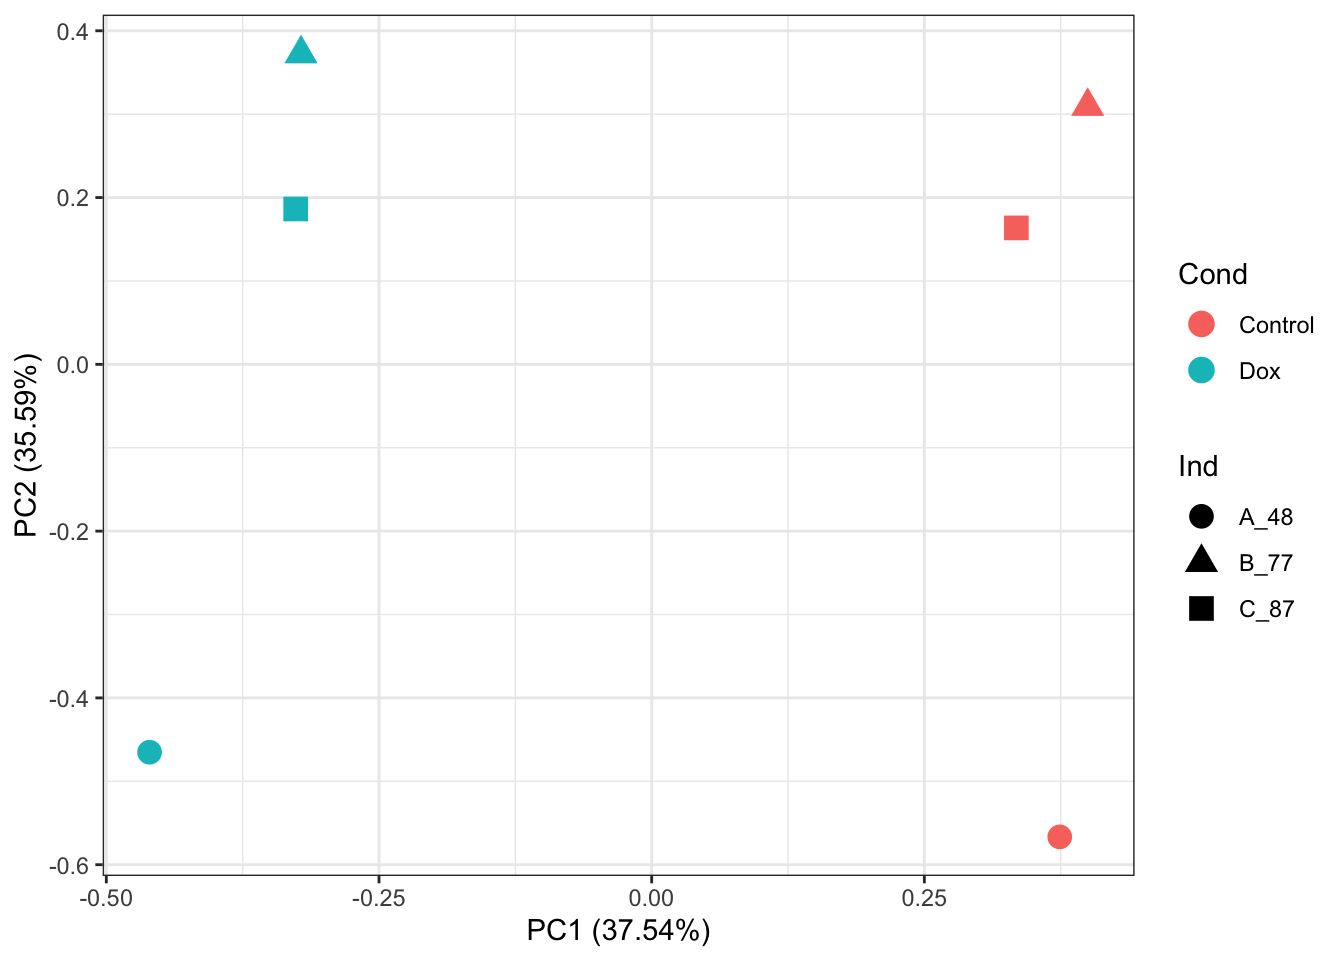 0.4
0.2
0.0
-0.2
-0.4
-0.6
-0.50
-0.25
0.00
0.25
PC1 (37.54%)
PC2 (35.59%)
Cond
Control
Dox
Ind
A_48
B_77
C_87